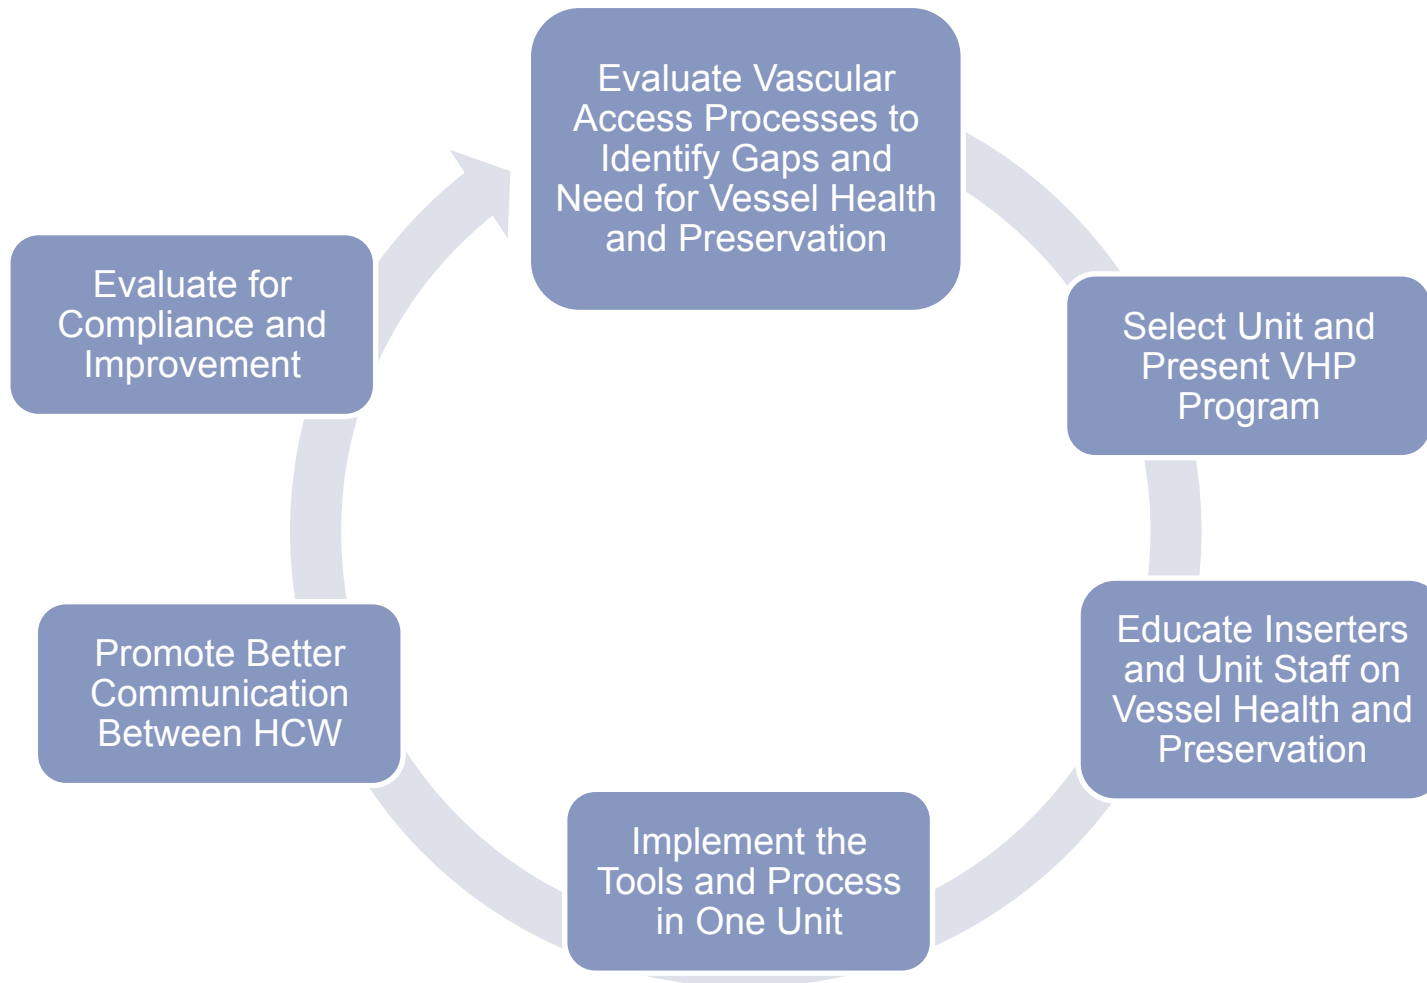 Evaluate Vascular
Access Processes to
Identify Gaps and
Need for Vessel Health
and Preservation
Select Unit and
Present VHP
Program
Educate Inserters
and Unit Staff on
Vessel Health and
Preservation
Implement the
Tools and Process
in One Unit
Promote Better
Communication
Between HCW
Evaluate for
Compliance and
Improvement